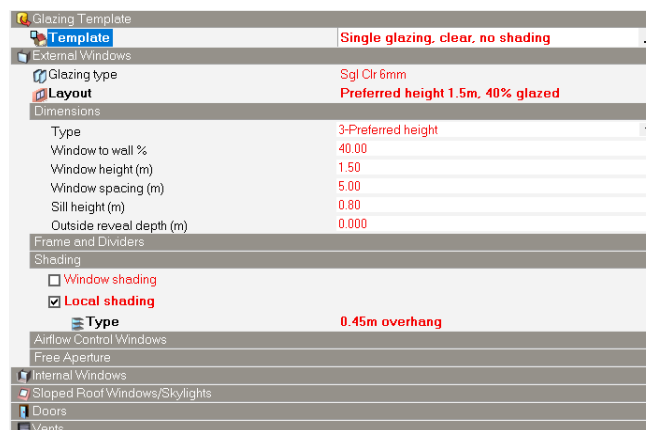 Glazing Template
Template Single glazing, clear, no shading
External Windows
Glazing type Sgl Clr 6mm
Layout Preferred height 1.5m, 40% glazed
Dimensions
Type 3-Preferred height
Window to wall % 40.00
Window height (m) 1.50
Window spacing (m) 5.00
Sill height (m) 0.80
Outside reveal depth (m) 0.000
Frame and Dividers
Shading
Window shading
Local shading
Type 0.45m overhang
Airflow Control Windows
Free Aperture
Internal Windows
Sloped Roof Windows/Skylights
Doors
Vents